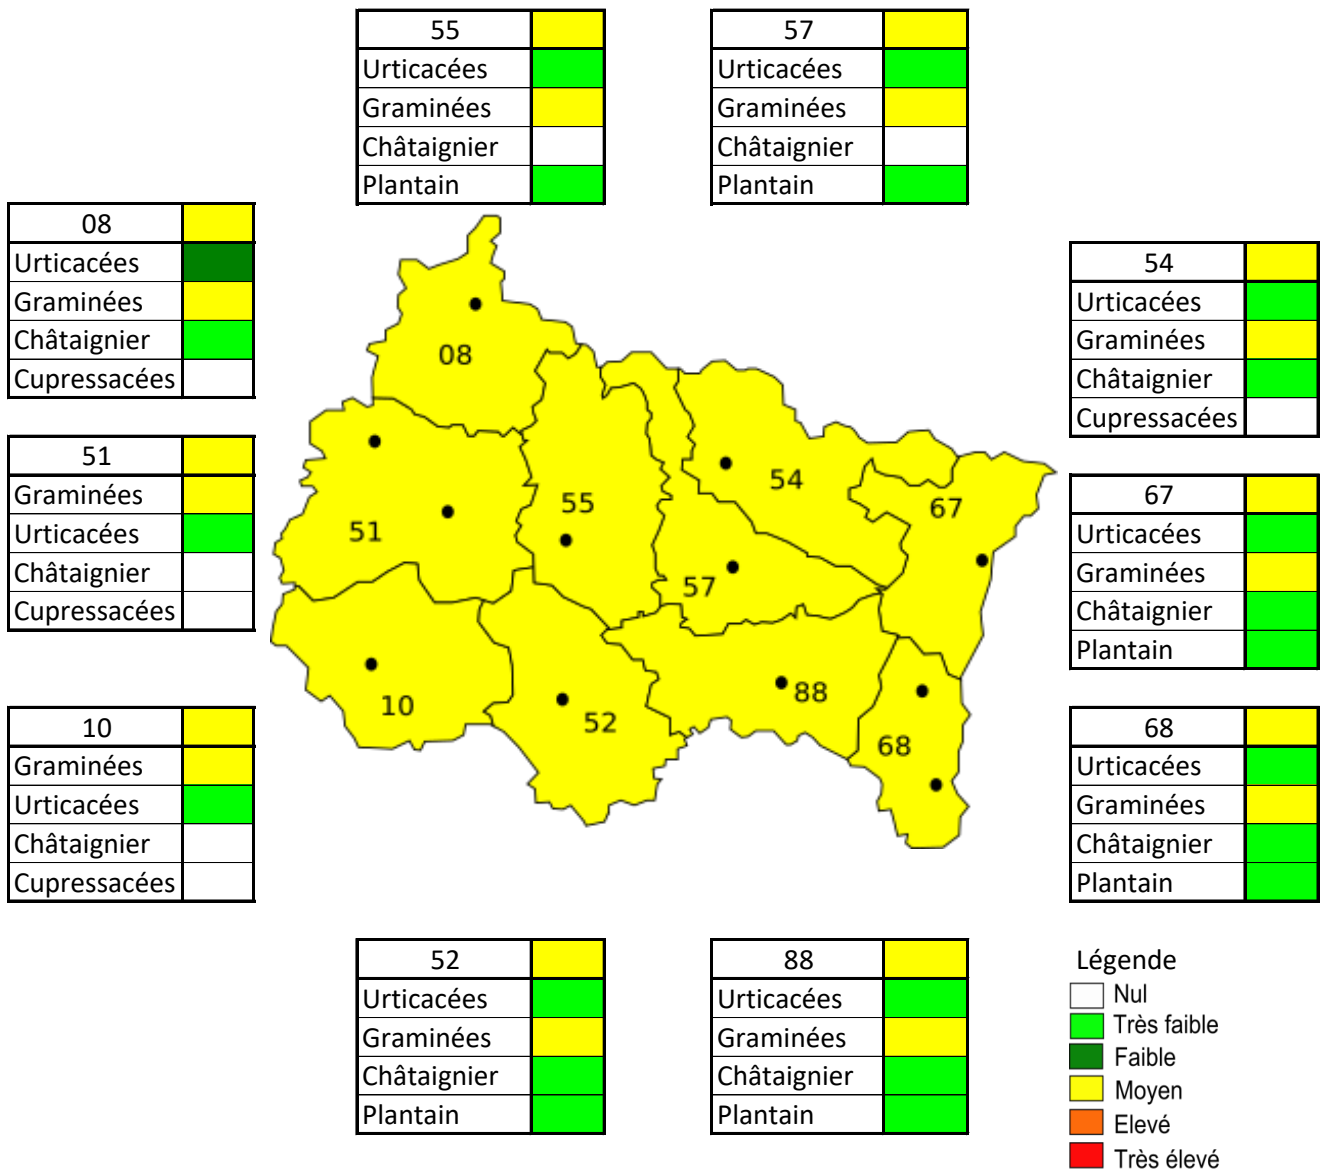 55
Urticacées
Graminées
Châtaignier
Plantain
57
Urticacées
Graminées
Châtaignier
Plantain
08
Urticacées
Graminées
Châtaignier
Cupressacées
54
Urticacées
Graminées
Châtaignier
Cupressacées
51
Graminées
Urticacées
Châtaignier
Cupressacées
67
Urticacées
Graminées
Châtaignier
Plantain
10
Graminées
Urticacées
Châtaignier
Cupressacées
68
Urticacées
Graminées
Châtaignier
Plantain
08
54
55
67
51
57
88
10
52
68
52
Urticacées
Graminées
Châtaignier
Plantain
88
Urticacées
Graminées
Châtaignier
Plantain
Légende
Nul
Très faible
Faible
Moyen
Elevé
Très élevé